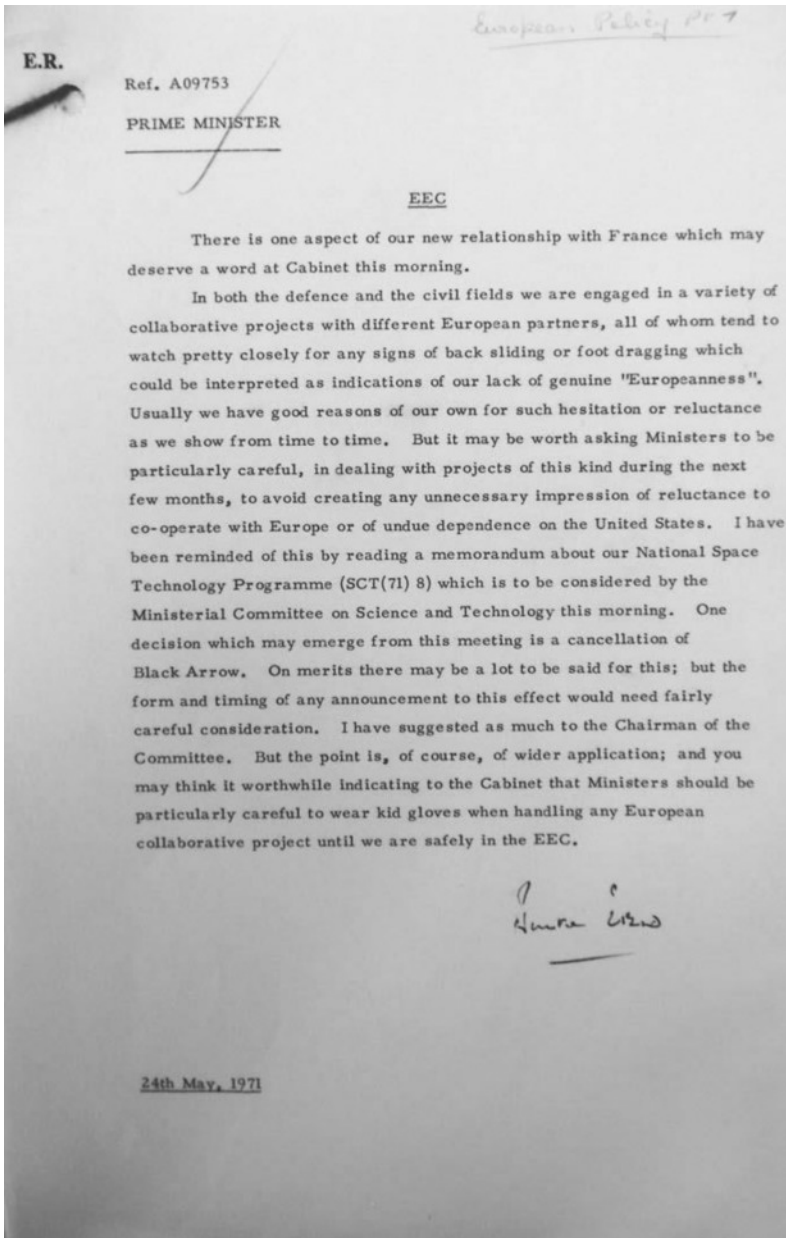 European Policy Pt 7
E.R.
Ref. A09753
PRIME MINISTER
EEC
There is one aspect of our new relationship with France which may
deserve a word at Cabinet this morning.
In both the defence and the civil fields we are engaged in a variety of
collaborative projects with different European partners, all of whom tend to
watch pretty closely for any signs of back sliding or foot dragging which
could be interpreted as indications of our lack of genuine "Europeanness".
Usually we have good reasons of our own for such hesitation or reluctance
as we show from time to time. But it may be worth asking Ministers to be
particularly careful, in dealing with projects of this kind during the next
few months, to avoid creating any unnecessary impression of reluctance to
co-operate with Europe or of undue dependence on the United States. I have
been reminded of this by reading a memorandum about our National Space
Technology Programme (SCT(71) 8) which is to be considered by the
Ministerial Committee on Science and Technology this morning. One
decision which may emerge from this meeting is a cancellation of
Black Arrow. On merits there may be a lot to be said for this; but the
form and timing of any announcement to this effect would need fairly
careful consideration. I have suggested as much to the Chairman of the
Committee. But the point is, of course, of wider application; and you
may think it worthwhile indicating to the Cabinet that Ministers should be
particularly careful to wear kid gloves when handling any European
collaborative project until we are safely in the EEC.
24th May, 1971